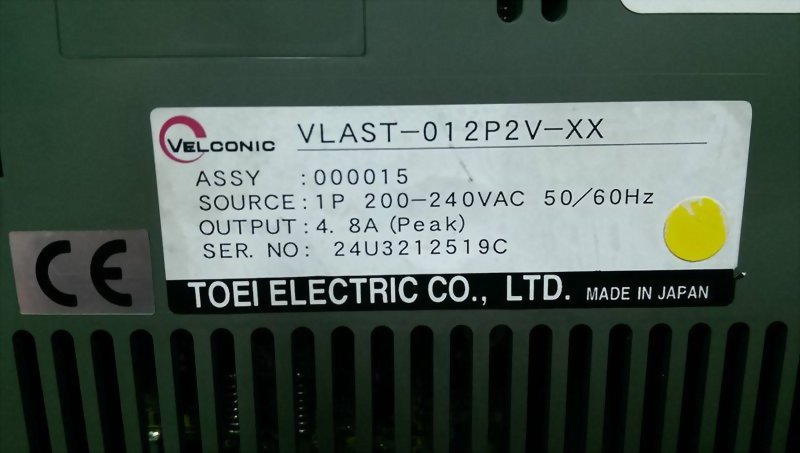 VELCONIC VLAST-012P2V-XX
ASSY :000015
SOURCE:1P 200-240VAC 50/60Hz
OUTPUT:4.8A(Peak)
SER. NO: 24U3212519C
CE
TOEI ELECTRIC CO., LTD. MADE IN JAPAN